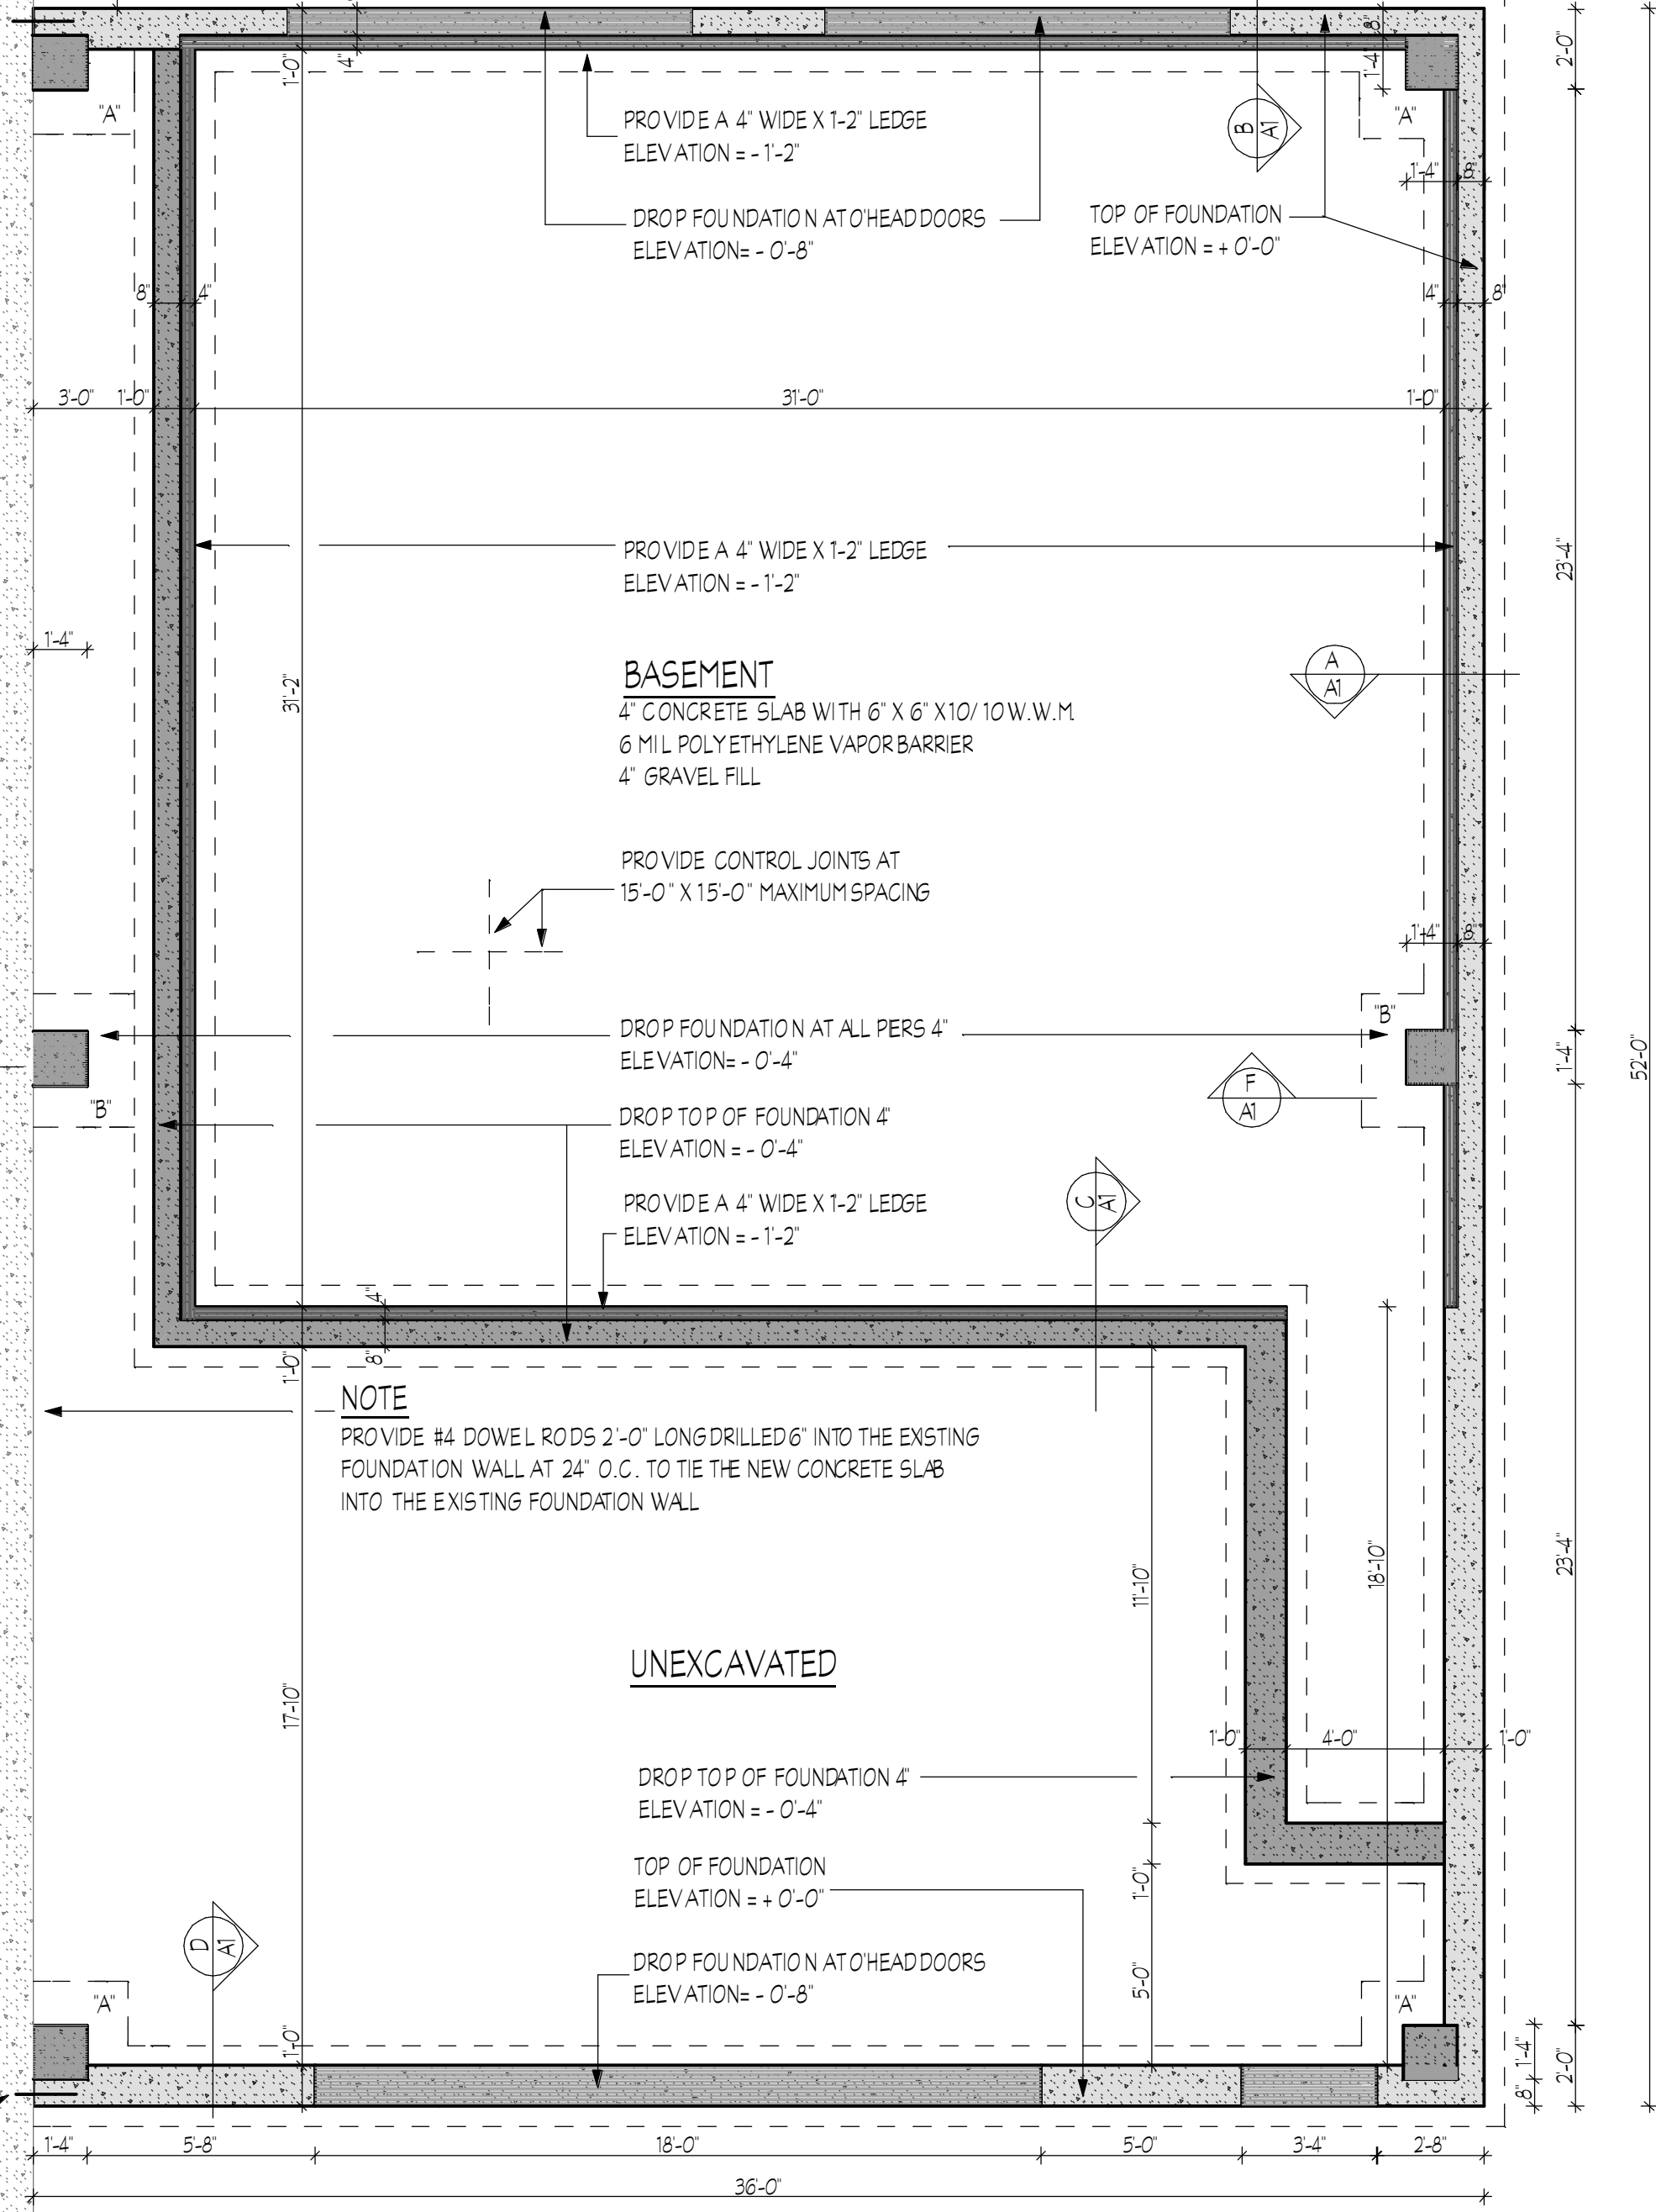 8"
2'-0"
1'-0"
4"
1'-4"
"A"
PROVIDE A 4" WIDE X 1'-2" LEDGE
ELEVATION = - 1'-2"
B
A1
"A"
1'-4"
8"
DROP FOUNDATION AT O'HEAD DOORS
ELEVATION= - 0'-8"
TOP OF FOUNDATION
ELEVATION = + 0'-0"
8"
4"
4"
8"
3'-0"
1'-0"
31'-0"
1'-0"
PROVIDE A 4" WIDE X 1'-2" LEDGE
ELEVATION = - 1'-2"
23'-4"
1'-4"
31'-2"
BASEMENT
4" CONCRETE SLAB WITH 6" X 6" X 10/10 W.W.M.
6 MIL POLYETHYLENE VAPOR BARRIER
4" GRAVEL FILL
A
A1
PROVIDE CONTROL JOINTS AT
15'-0" X 15'-0" MAXIMUM SPACING
1'-4"
8"
"B"
DROP FOUNDATION AT ALL PIERS 4"
ELEVATION= - 0'-4"
1'-4"
52'-0"
"B"
F
A1
DROP TOP OF FOUNDATION 4"
ELEVATION = - 0'-4"
PROVIDE A 4" WIDE X 1'-2" LEDGE
ELEVATION = - 1'-2"
C
A1
4"
8"
1'-0"
NOTE
PROVIDE #4 DOWEL RODS 2'-0" LONG DRILLED 6" INTO THE EXISTING
FOUNDATION WALL AT 24" O.C. TO TIE THE NEW CONCRETE SLAB
INTO THE EXISTING FOUNDATION WALL
11'-10"
18'-10"
23'-4"
UNEXCAVATED
17'-10"
1'-0"
4'-0"
1'-0"
DROP TOP OF FOUNDATION 4"
ELEVATION = - 0'-4"
TOP OF FOUNDATION
ELEVATION = + 0'-0"
1'-0"
D
A1
DROP FOUNDATION AT O'HEAD DOORS
ELEVATION= - 0'-8"
5'-0"
"A"
"A"
1'-0"
1'-4"
8"
2'-0"
1'-4"
5'-8"
18'-0"
5'-0"
3'-4"
2'-8"
36'-0"